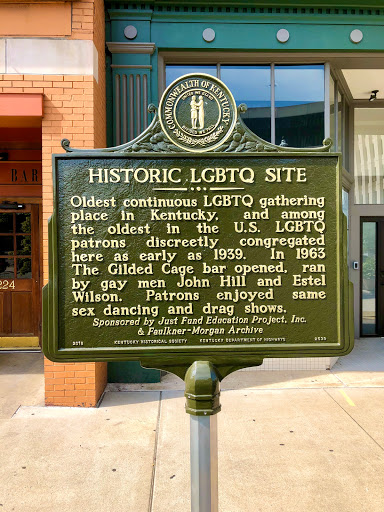 COMMONWEALTH OF KENTUCKY
HISTORIC LGBTQ SITE
Oldest continuous LGBTQ gathering
place in Kentucky, and among
the oldest in the U.S. LGBTQ
patrons discreetly congregated
here as early as 1939. In 1963
The Gilded Cage bar opened, ran
by gay men John Hill and Estel
Wilson. Patrons enjoyed same
sex dancing and drag shows.
Sponsored by Just Fund Education Project, Inc.
& Faulkner-Morgan Archive
KENTUCKY HISTORICAL SOCIETY KENTUCKY DEPARTMENT OF HIGHWAYS
BAR
224